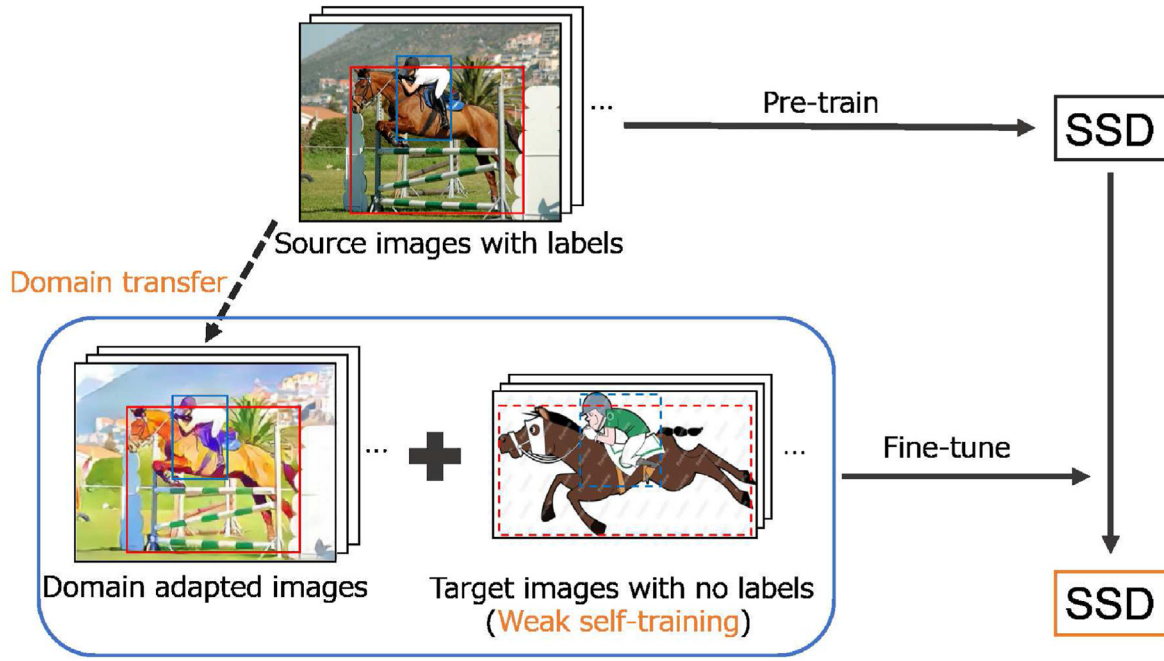 ...
Pre-train
SSD
Source images with labels
Domain transfer
...
...
Fine-tune
Domain adapted images
Target images with no labels
(Weak self-training)
SSD